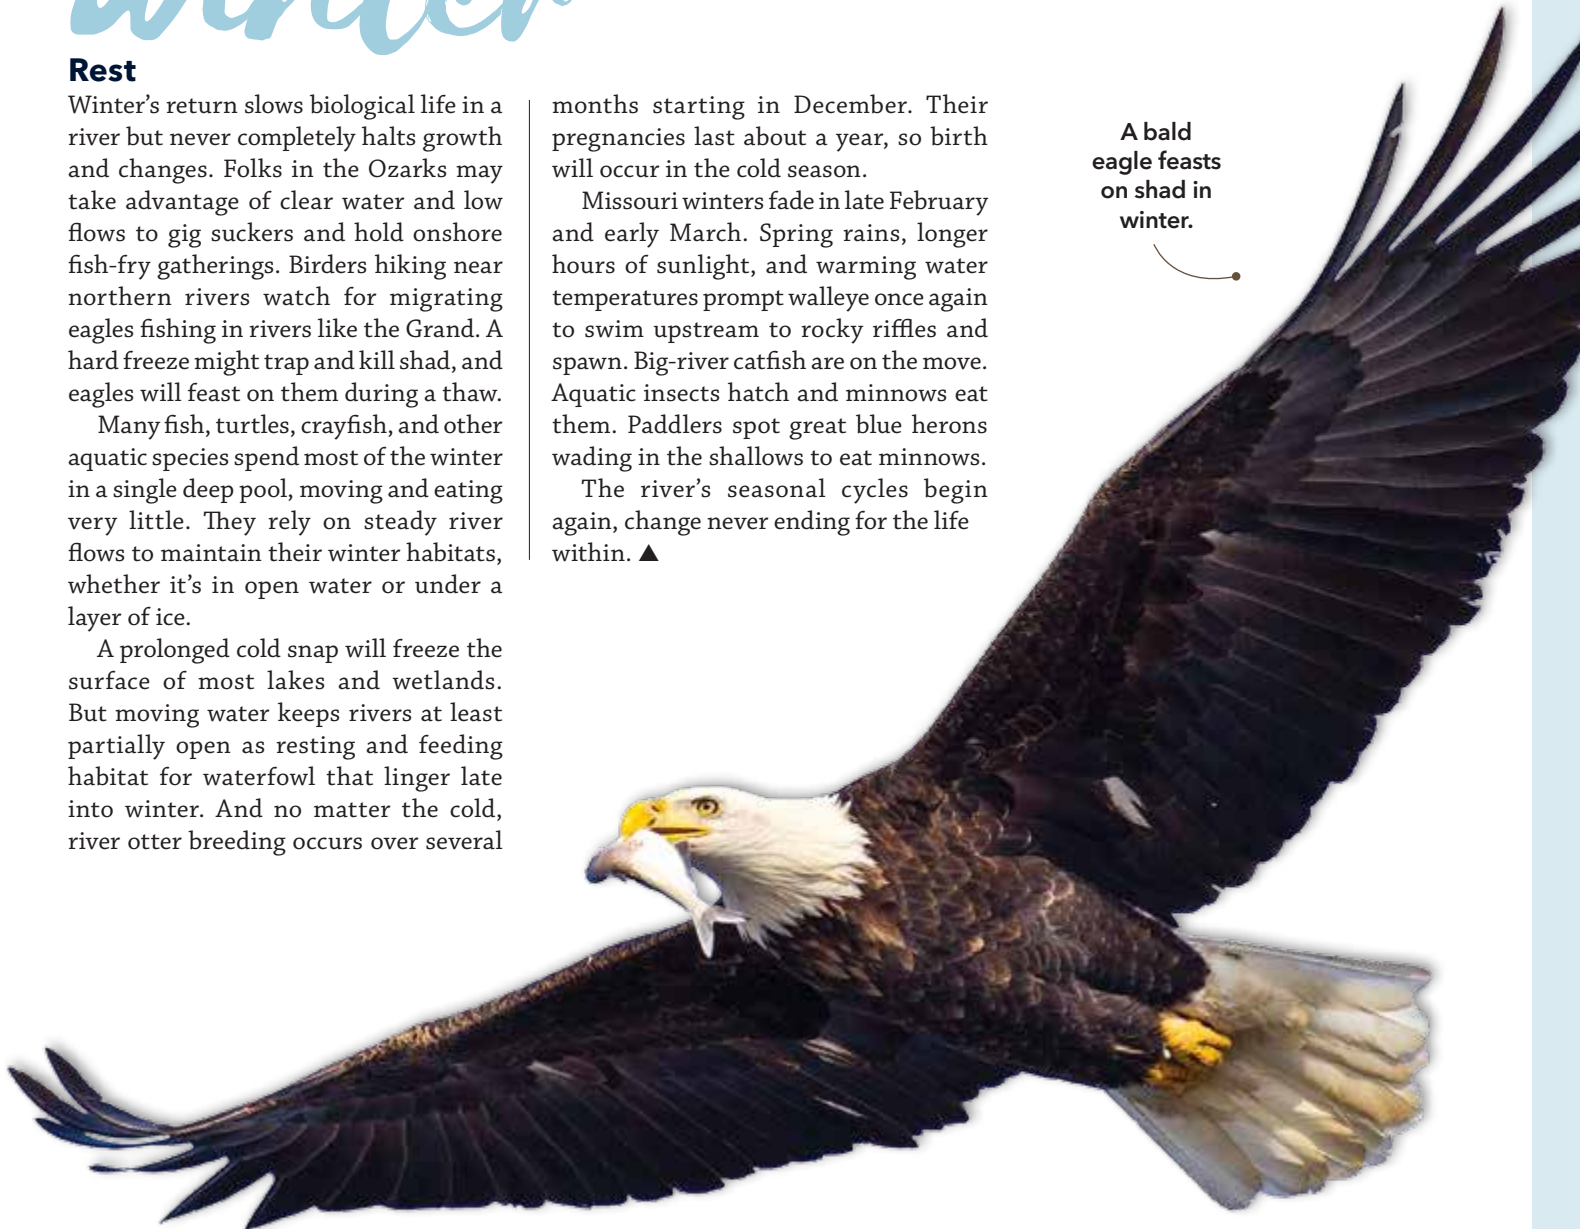 winter
Rest
Winter's return slows biological life in a
river but never completely halts growth
and changes. Folks in the Ozarks may
take advantage of clear water and low
flows to gig suckers and hold onshore
fish-fry gatherings. Birders hiking near
northern rivers watch for migrating
eagles fishing in rivers like the Grand. A
hard freeze might trap and kill shad, and
eagles will feast on them during a thaw.
Many fish, turtles, crayfish, and other
aquatic species spend most of the winter
in a single deep pool, moving and eating
very little. They rely on steady river
flows to maintain their winter habitats,
whether it's in open water or under a
layer of ice.
A prolonged cold snap will freeze the
surface of most lakes and wetlands.
But moving water keeps rivers at least
partially open as resting and feeding
habitat for waterfowl that linger late
into winter. And no matter the cold,
river otter breeding occurs over several
months starting in December. Their
pregnancies last about a year, so birth
will occur in the cold season.
Missouri winters fade in late February
and early March. Spring rains, longer
hours of sunlight, and warming water
temperatures prompt walleye once again
to swim upstream to rocky riffles and
spawn. Big-river catfish are on the move.
Aquatic insects hatch and minnows eat
them. Paddlers spot great blue herons
wading in the shallows to eat minnows.
The river's seasonal cycles begin
again, change never ending for the life
within. ▲
A bald
eagle feasts
on shad in
winter.